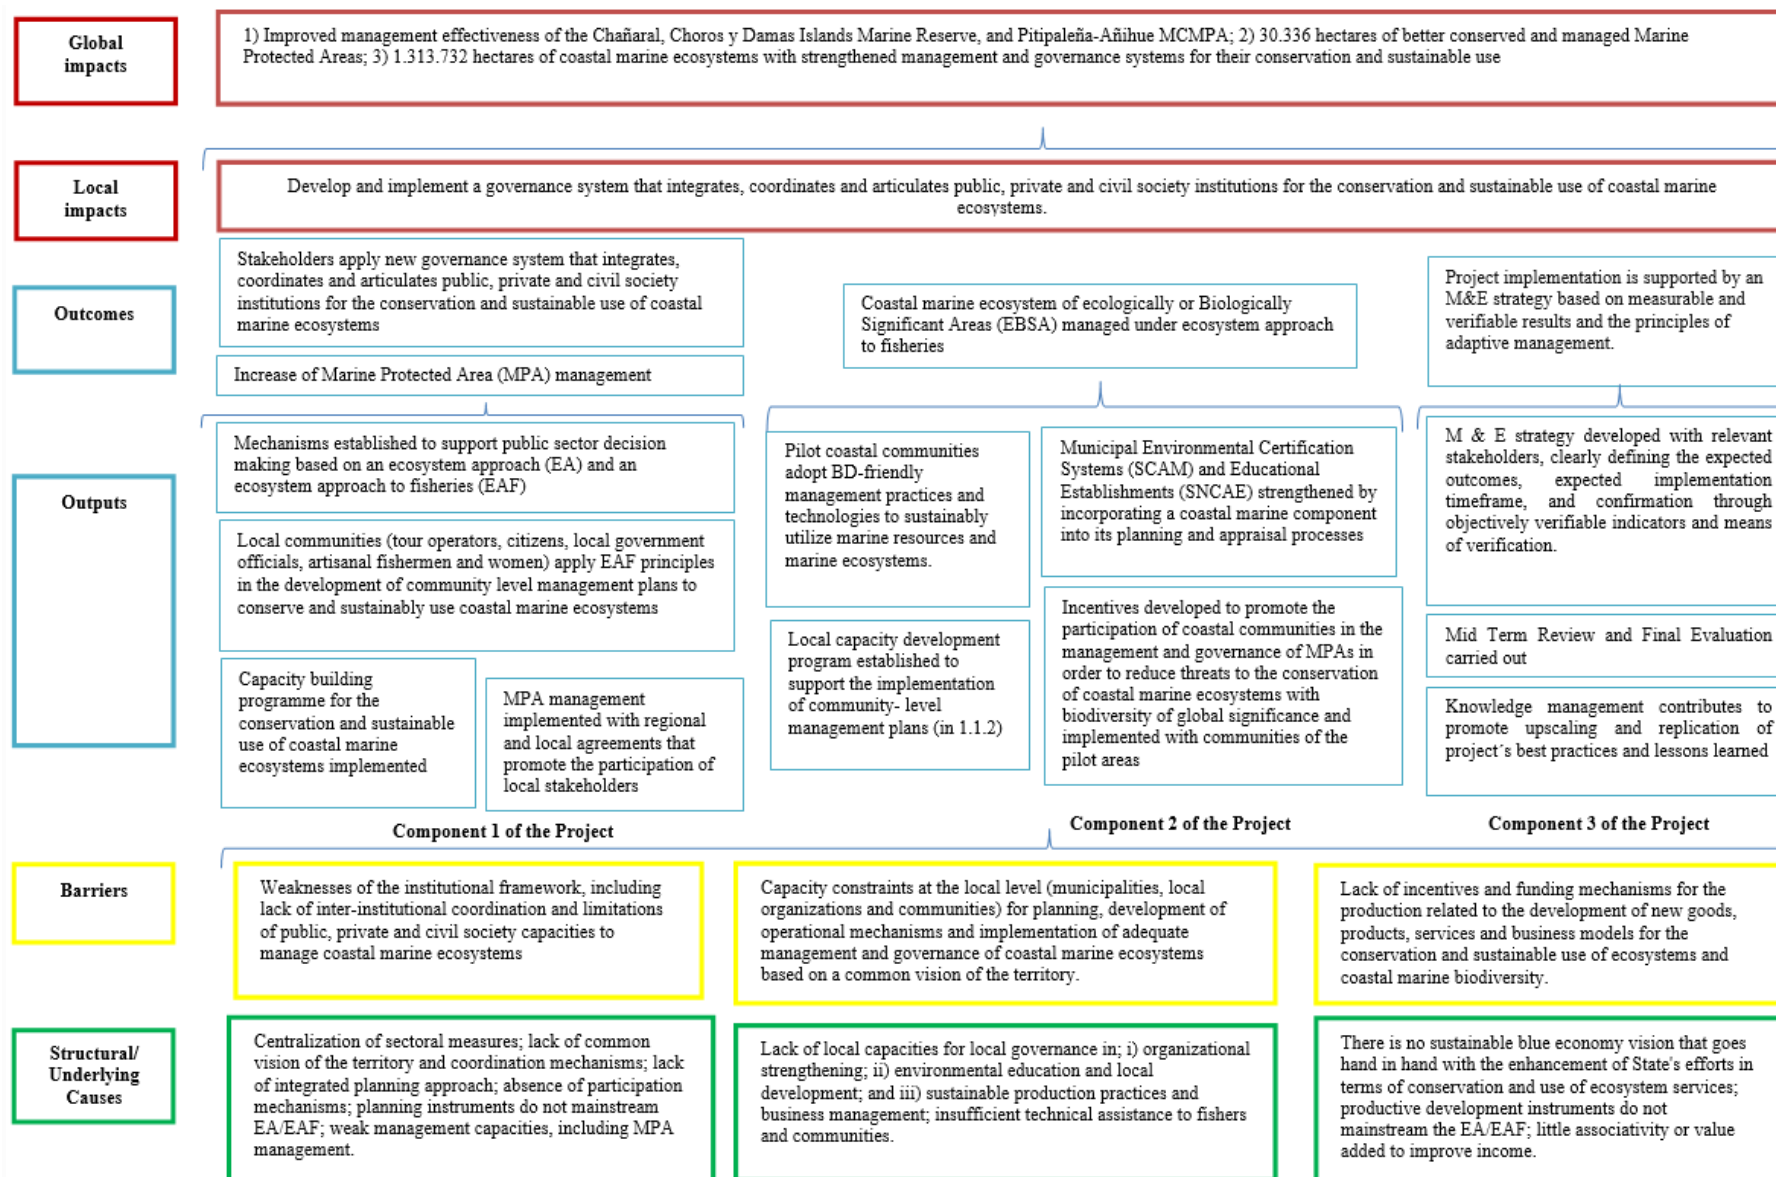 Global
impacts
1) Improved management effectiveness of the Chañaral, Choros y Damas Islands Marine Reserve, and Pitipaleña-Añihue MCMPA; 2) 30.336 hectares of better conserved and managed Marine
Protected Areas; 3) 1.313.732 hectares of coastal marine ecosystems with strengthened management and governance systems for their conservation and sustainable use
Local
impacts
Develop and implement a governance system that integrates, coordinates and articulates public, private and civil society institutions for the conservation and sustainable use of coastal marine
ecosystems.
Outcomes
Stakeholders apply new governance system that integrates,
coordinates and articulates public, private and civil society
institutions for the conservation and sustainable use of coastal
marine ecosystems
Increase of Marine Protected Area (MPA) management
Coastal marine ecosystem of ecologically or Biologically
Significant Areas (EBSA) managed under ecosystem approach
to fisheries
Project implementation is supported by an
M&E strategy based on measurable and
verifiable results and the principles of
adaptive management.
Outputs
Mechanisms established to support public sector decision
making based on an ecosystem approach (EA) and an
ecosystem approach to fisheries (EAF)
Local communities (tour operators, citizens, local government
officials, artisanal fishermen and women) apply EAF principles
in the development of community level management plans to
conserve and sustainably use coastal marine ecosystems
Capacity building
programme for the
conservation and sustainable
use of coastal marine
ecosystems implemented
MPA management
implemented with regional
and local agreements that
promote the participation of
local stakeholders
Pilot coastal communities
adopt BD-friendly
management practices and
technologies to sustainably
utilize marine resources and
marine ecosystems.
Local capacity development
program established to
support the implementation
of community- level
management plans (in 1.1.2)
Municipal Environmental Certification
Systems (SCAM) and Educational
Establishments (SNCAE) strengthened by
incorporating a coastal marine component
into its planning and appraisal processes
Incentives developed to promote the
participation of coastal communities in the
management and governance of MPAs in
order to reduce threats to the conservation
of coastal marine ecosystems with
biodiversity of global significance and
implemented with communities of the
pilot areas
M & E strategy developed with relevant
stakeholders, clearly defining the expected
outcomes, expected implementation
timeframe, and confirmation through
objectively verifiable indicators and means
of verification.
Mid Term Review and Final Evaluation
carried out
Knowledge management contributes to
promote upscaling and replication of
project´s best practices and lessons learned
Component 1 of the Project
Component 2 of the Project
Component 3 of the Project
Barriers
Weaknesses of the institutional framework, including
lack of inter-institutional coordination and limitations
of public, private and civil society capacities to
manage coastal marine ecosystems
Capacity constraints at the local level (municipalities, local
organizations and communities) for planning, development of
operational mechanisms and implementation of adequate
management and governance of coastal marine ecosystems
based on a common vision of the territory.
Lack of incentives and funding mechanisms for the
production related to the development of new goods,
products, services and business models for the
conservation and sustainable use of ecosystems and
coastal marine biodiversity.
Structural/
Underlying
Causes
Centralization of sectoral measures; lack of common
vision of the territory and coordination mechanisms; lack
of integrated planning approach; absence of participation
mechanisms; planning instruments do not mainstream
EA/EAF; weak management capacities, including MPA
management.
Lack of local capacities for local governance in; i) organizational
strengthening; ii) environmental education and local
development; and iii) sustainable production practices and
business management; insufficient technical assistance to fishers
and communities.
There is no sustainable blue economy vision that goes
hand in hand with the enhancement of State's efforts in
terms of conservation and use of ecosystem services;
productive development instruments do not
mainstream the EA/EAF; little associativity or value
added to improve income.